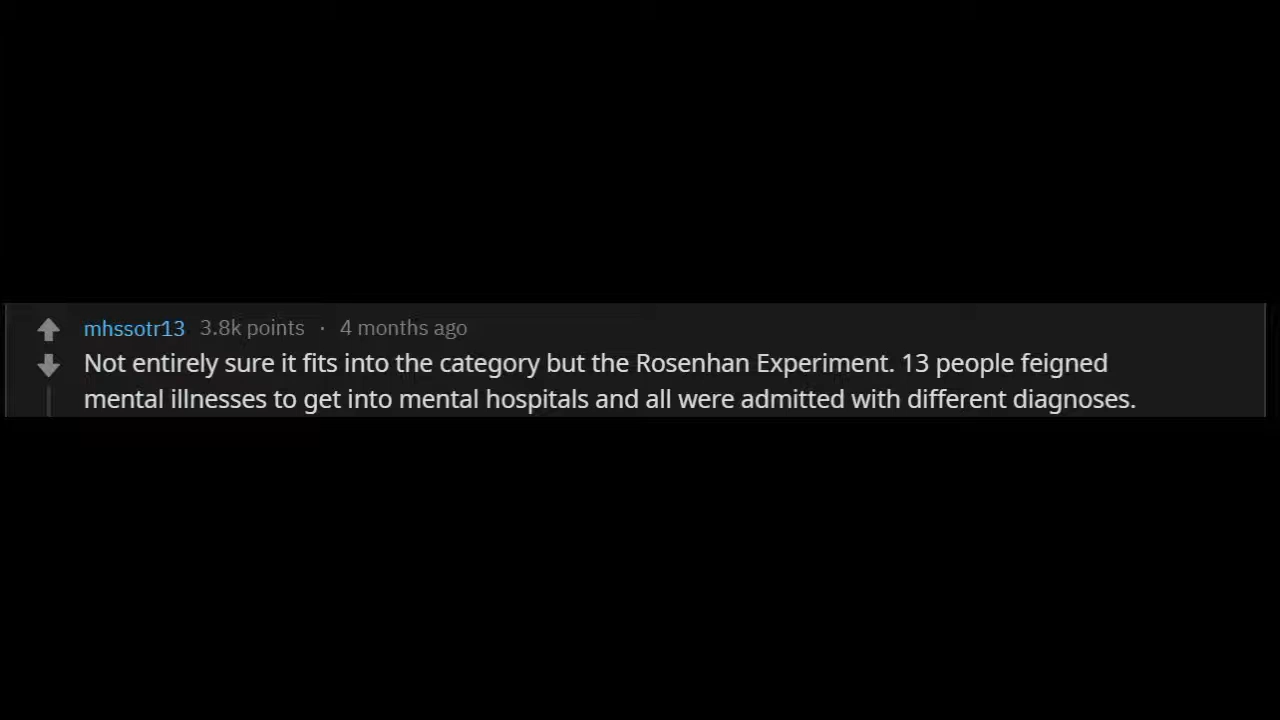 mhssotr13 3.8k points · 4 months ago
Not entirely sure it fits into the category but the Rosenhan Experiment. 13 people feigned
mental illnesses to get into mental hospitals and all were admitted with different diagnoses.